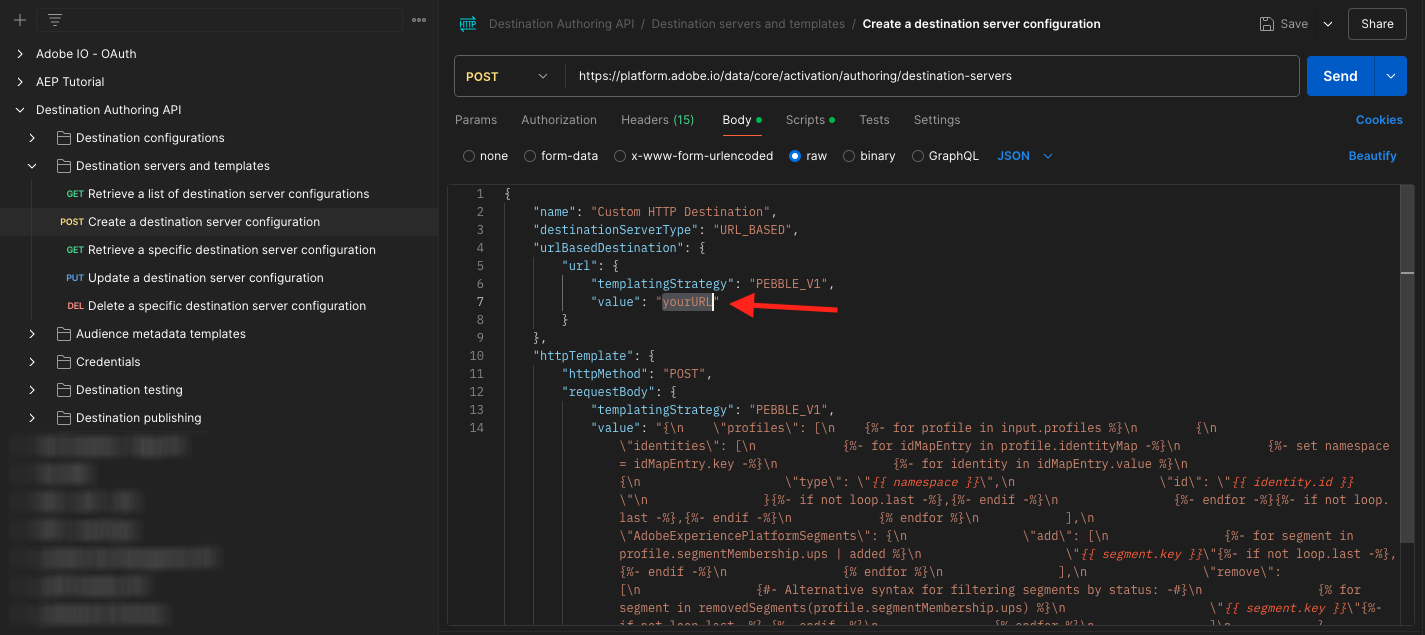 Adobe IO - OAuth
AEP Tutorial
Destination Authoring API
Destination configurations
Destination servers and templates
GET Retrieve a list of destination server configurations
POST Create a destination server configuration
GET Retrieve a specific destination server configuration
PUT Update a destination server configuration
DEL Delete a specific destination server configuration
Audience metadata templates
Credentials
Destination testing
Destination publishing
HTTP Destination Authoring API / Destination servers and templates / Create a destination server configuration
Save
Share
POST https://platform.adobe.io/data/core/activation/authoring/destination-servers
Send
Params Authorization Headers (15) Body Scripts Tests Settings Cookies
none form-data x-www-form-urlencoded raw binary GraphQL JSON Beautify
1 {
2 "name": "Custom HTTP Destination",
3 "destinationServerType": "URL_BASED",
4 "urlBasedDestination": {
5 "url": {
6 "templatingStrategy": "PEBBLE_V1",
7 "value": "yourURL"
8 }
9 },
10 "httpTemplate": {
11 "httpMethod": "POST",
12 "requestBody": {
13 "templatingStrategy": "PEBBLE_V1",
14 "value": "{\n \"profiles\": [\n {%- for profile in input.profiles %}\n {\n
\"identities\": [\n {%- for idMapEntry in profile.identityMap -%}\n {%- set namespace
= idMapEntry.key -%}\n {%- for identity in idMapEntry.value %}\n
{\n \"type\": \"{{ namespace }}\",\n \"id\": \"{{ identity.id }}
\"\n }{%- if not loop.last -%},{%- endif -%}\n {%- endfor -%}{%- if not loop.
last -%},{%- endif -%}\n {% endfor %}\n ],\n
\"AdobeExperiencePlatformSegments\": {\n \"add\": [\n {%- for segment in
profile.segmentMembership.ups | added %}\n \"{{ segment.key }}\"{%- if not loop.last -%},
{%- endif -%}\n {% endfor %}\n ],\n \"remove\":
[\n {#- Alternative syntax for filtering segments by status: -#}\n {% for
segment in removedSegments(profile.segmentMembership.ups) %}\n \"{{ segment.key }}\"{%-
if not loop.last -%},{%- endif -%}\n {% endfor %}\n ]\n }